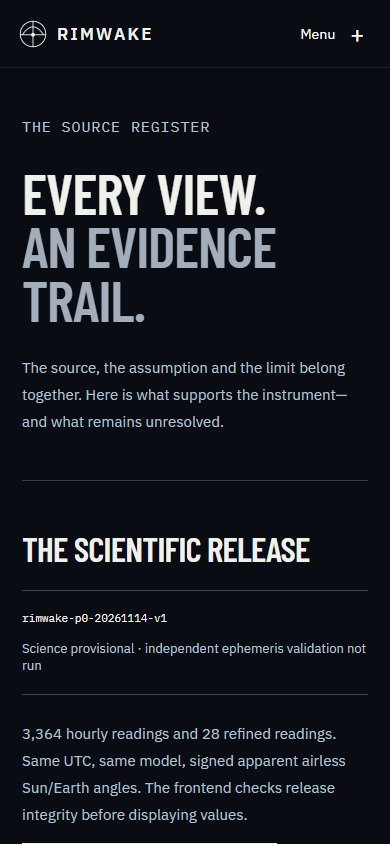 RIMWAKE
Menu +
THE SOURCE REGISTER
EVERY VIEW.
AN EVIDENCE
TRAIL.
The source, the assumption and the limit belong
together. Here is what supports the instrument—
and what remains unresolved.
THE SCIENTIFIC RELEASE
rimwake-p0-20261114-v1
Science provisional · independent ephemeris validation not
run
3,364 hourly readings and 28 refined readings.
Same UTC, same model, signed apparent airless
Sun/Earth angles. The frontend checks release
integrity before displaying values.